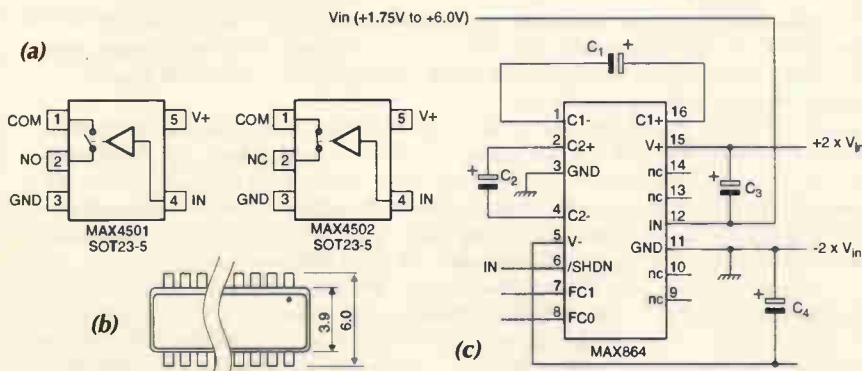 Vin (+1.75V to +6.0V)
(a)
COM 1 5 V+
NO 2
GND 3 4 IN
MAX4501
SOT23-5
COM 1 5 V+
NC 2
GND 3 4 IN
MAX4502
SOT23-5
(b)
3.9
6.0
C1 +
1 C1- C1+ 16
2 C2+ V+ 15 +2 x Vin
3 GND nc 14
nc 13
+ C2
+ C3
4 C2- IN 12
5 V- GND 11 -2 x Vin
IN 6 /SHDN nc 10
7 FC1 nc 9
8 FC0
+ C4
MAX864
(c)